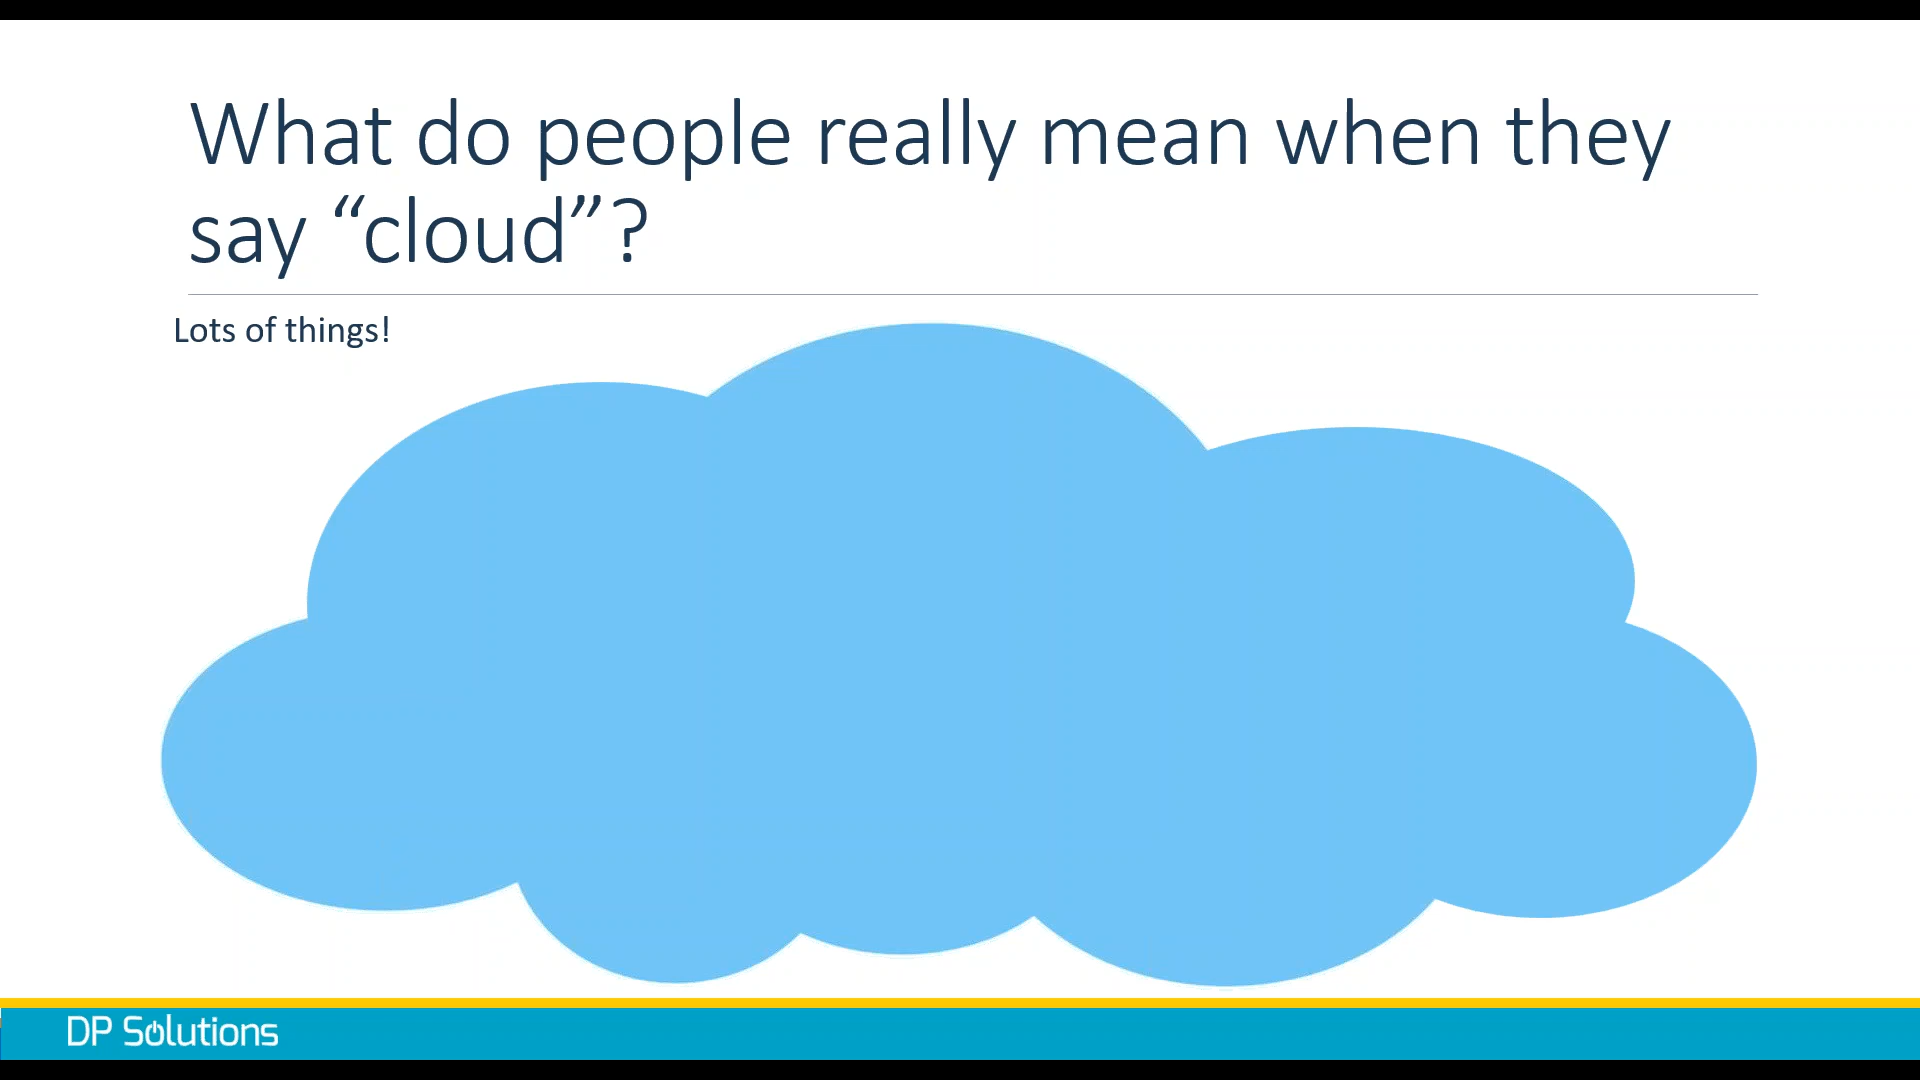 What do people really mean when they
say “cloud”?
Lots of things!
DP Solutions